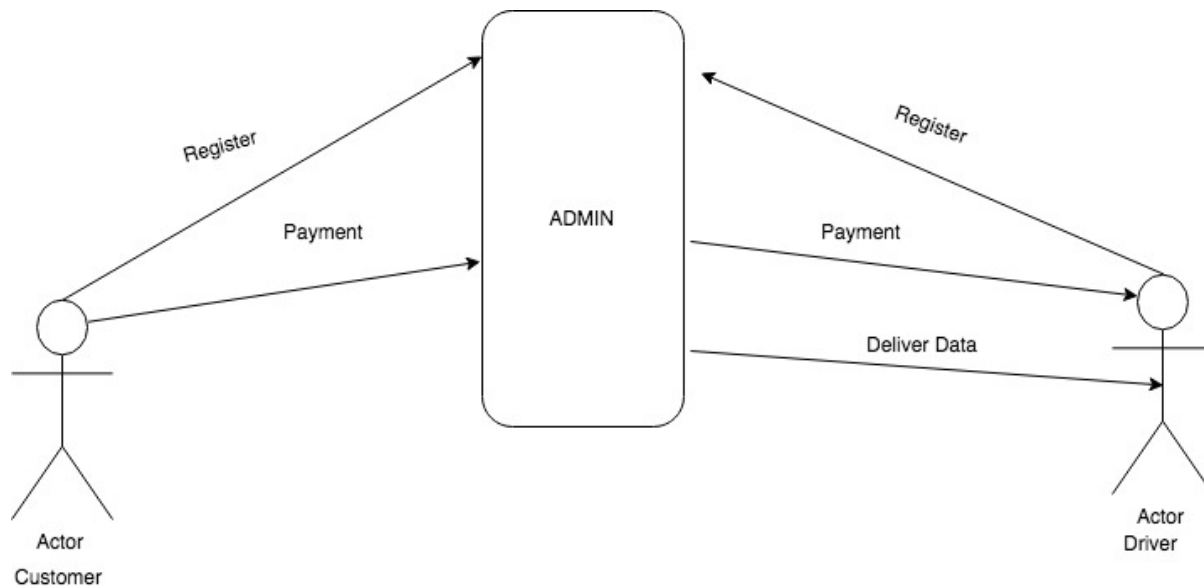 Register
Register
ADMIN
Payment
Payment
Deliver Data
Actor
Customer
Actor
Driver